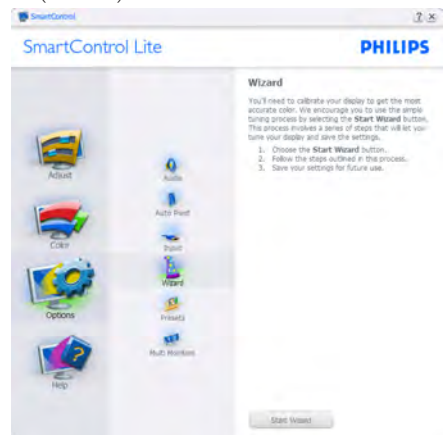 SmartControl
? ×
SmartControl Lite
PHILIPS
Wizard
You'll need to calibrate your display to get the most
accurate color. We encourage you to use the simple
tuning process by selecting the Start Wizard button.
This process involves a series of steps that will let you
tune your display and save the settings.
1. Choose the Start Wizard button.
2. Follow the steps outlined in this process.
3. Save your settings for future use.
Adjust
Color
Options
Help
Audio
Auto Pivot
Input
Wizard
Presets
Multi Monitors
Start Wizard